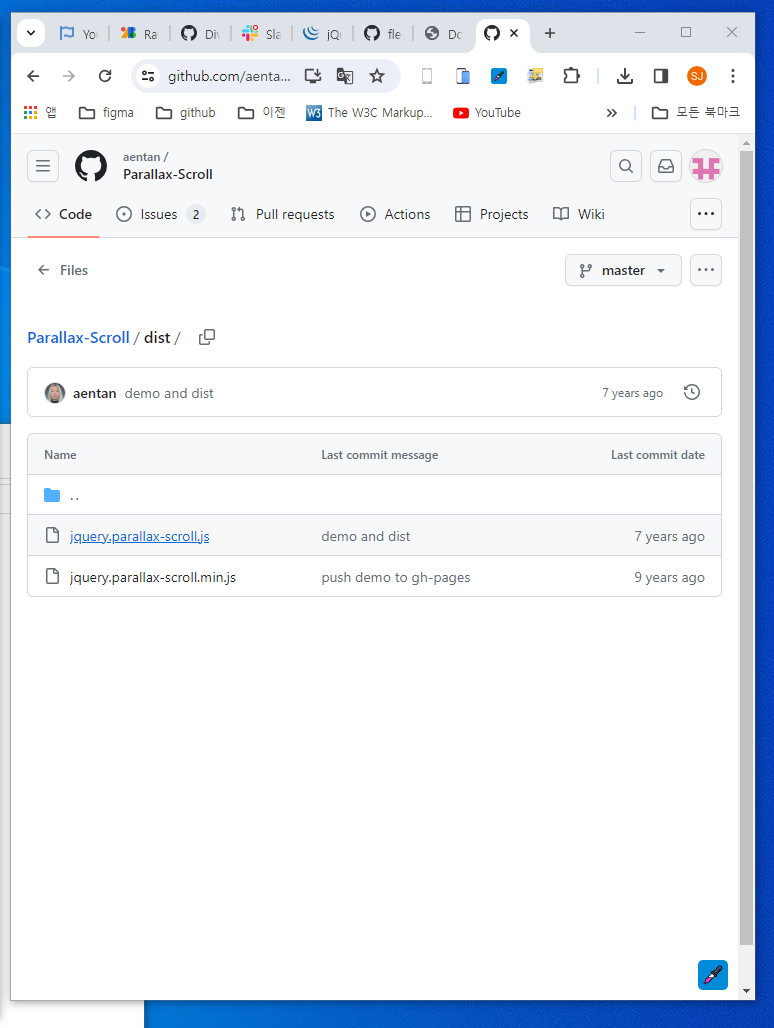 Yo
Ra
Di
Sla
jQ
fle
Do
github.com/aenta...
SJ
앱
figma
github
이젠
W3
The W3C Markup...
YouTube
»
모든 북마크
aentan /
Parallax-Scroll
Code
Issues 2
Pull requests
Actions
Projects
Wiki
Files
master
Parallax-Scroll / dist /
aentan demo and dist 7 years ago
Name Last commit message Last commit date
..
jquery.parallax-scroll.js demo and dist 7 years ago
jquery.parallax-scroll.min.js push demo to gh-pages 9 years ago